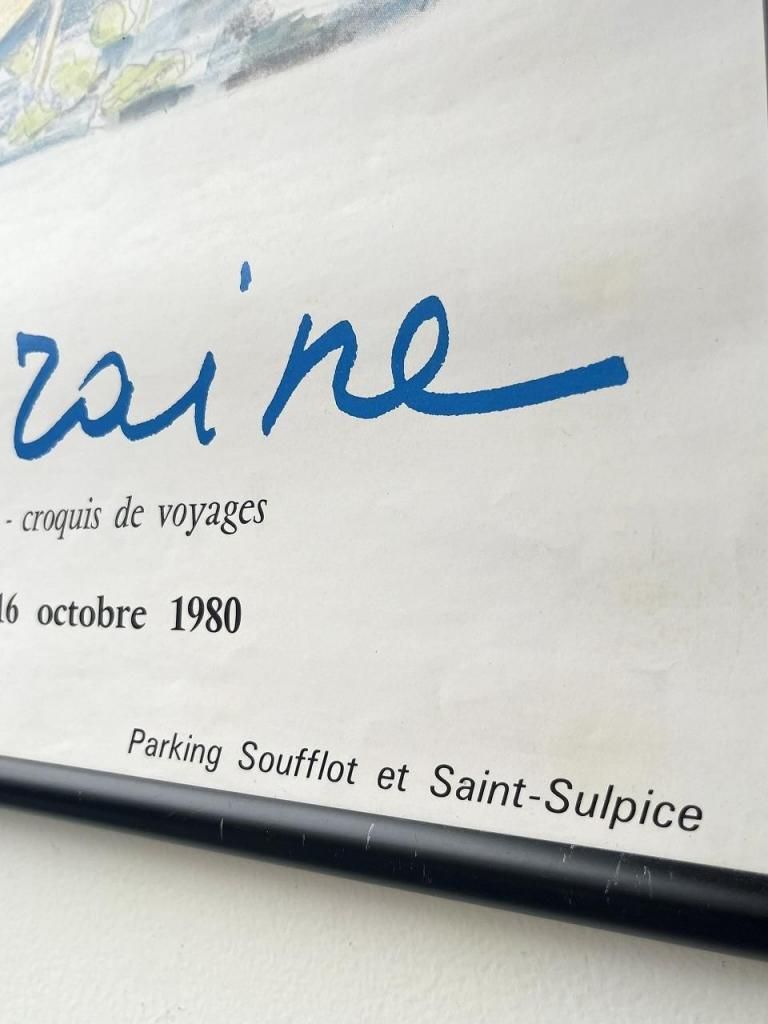 raine
- croquis de voyages
16 octobre 1980
Parking Soufflot et Saint-Sulpice